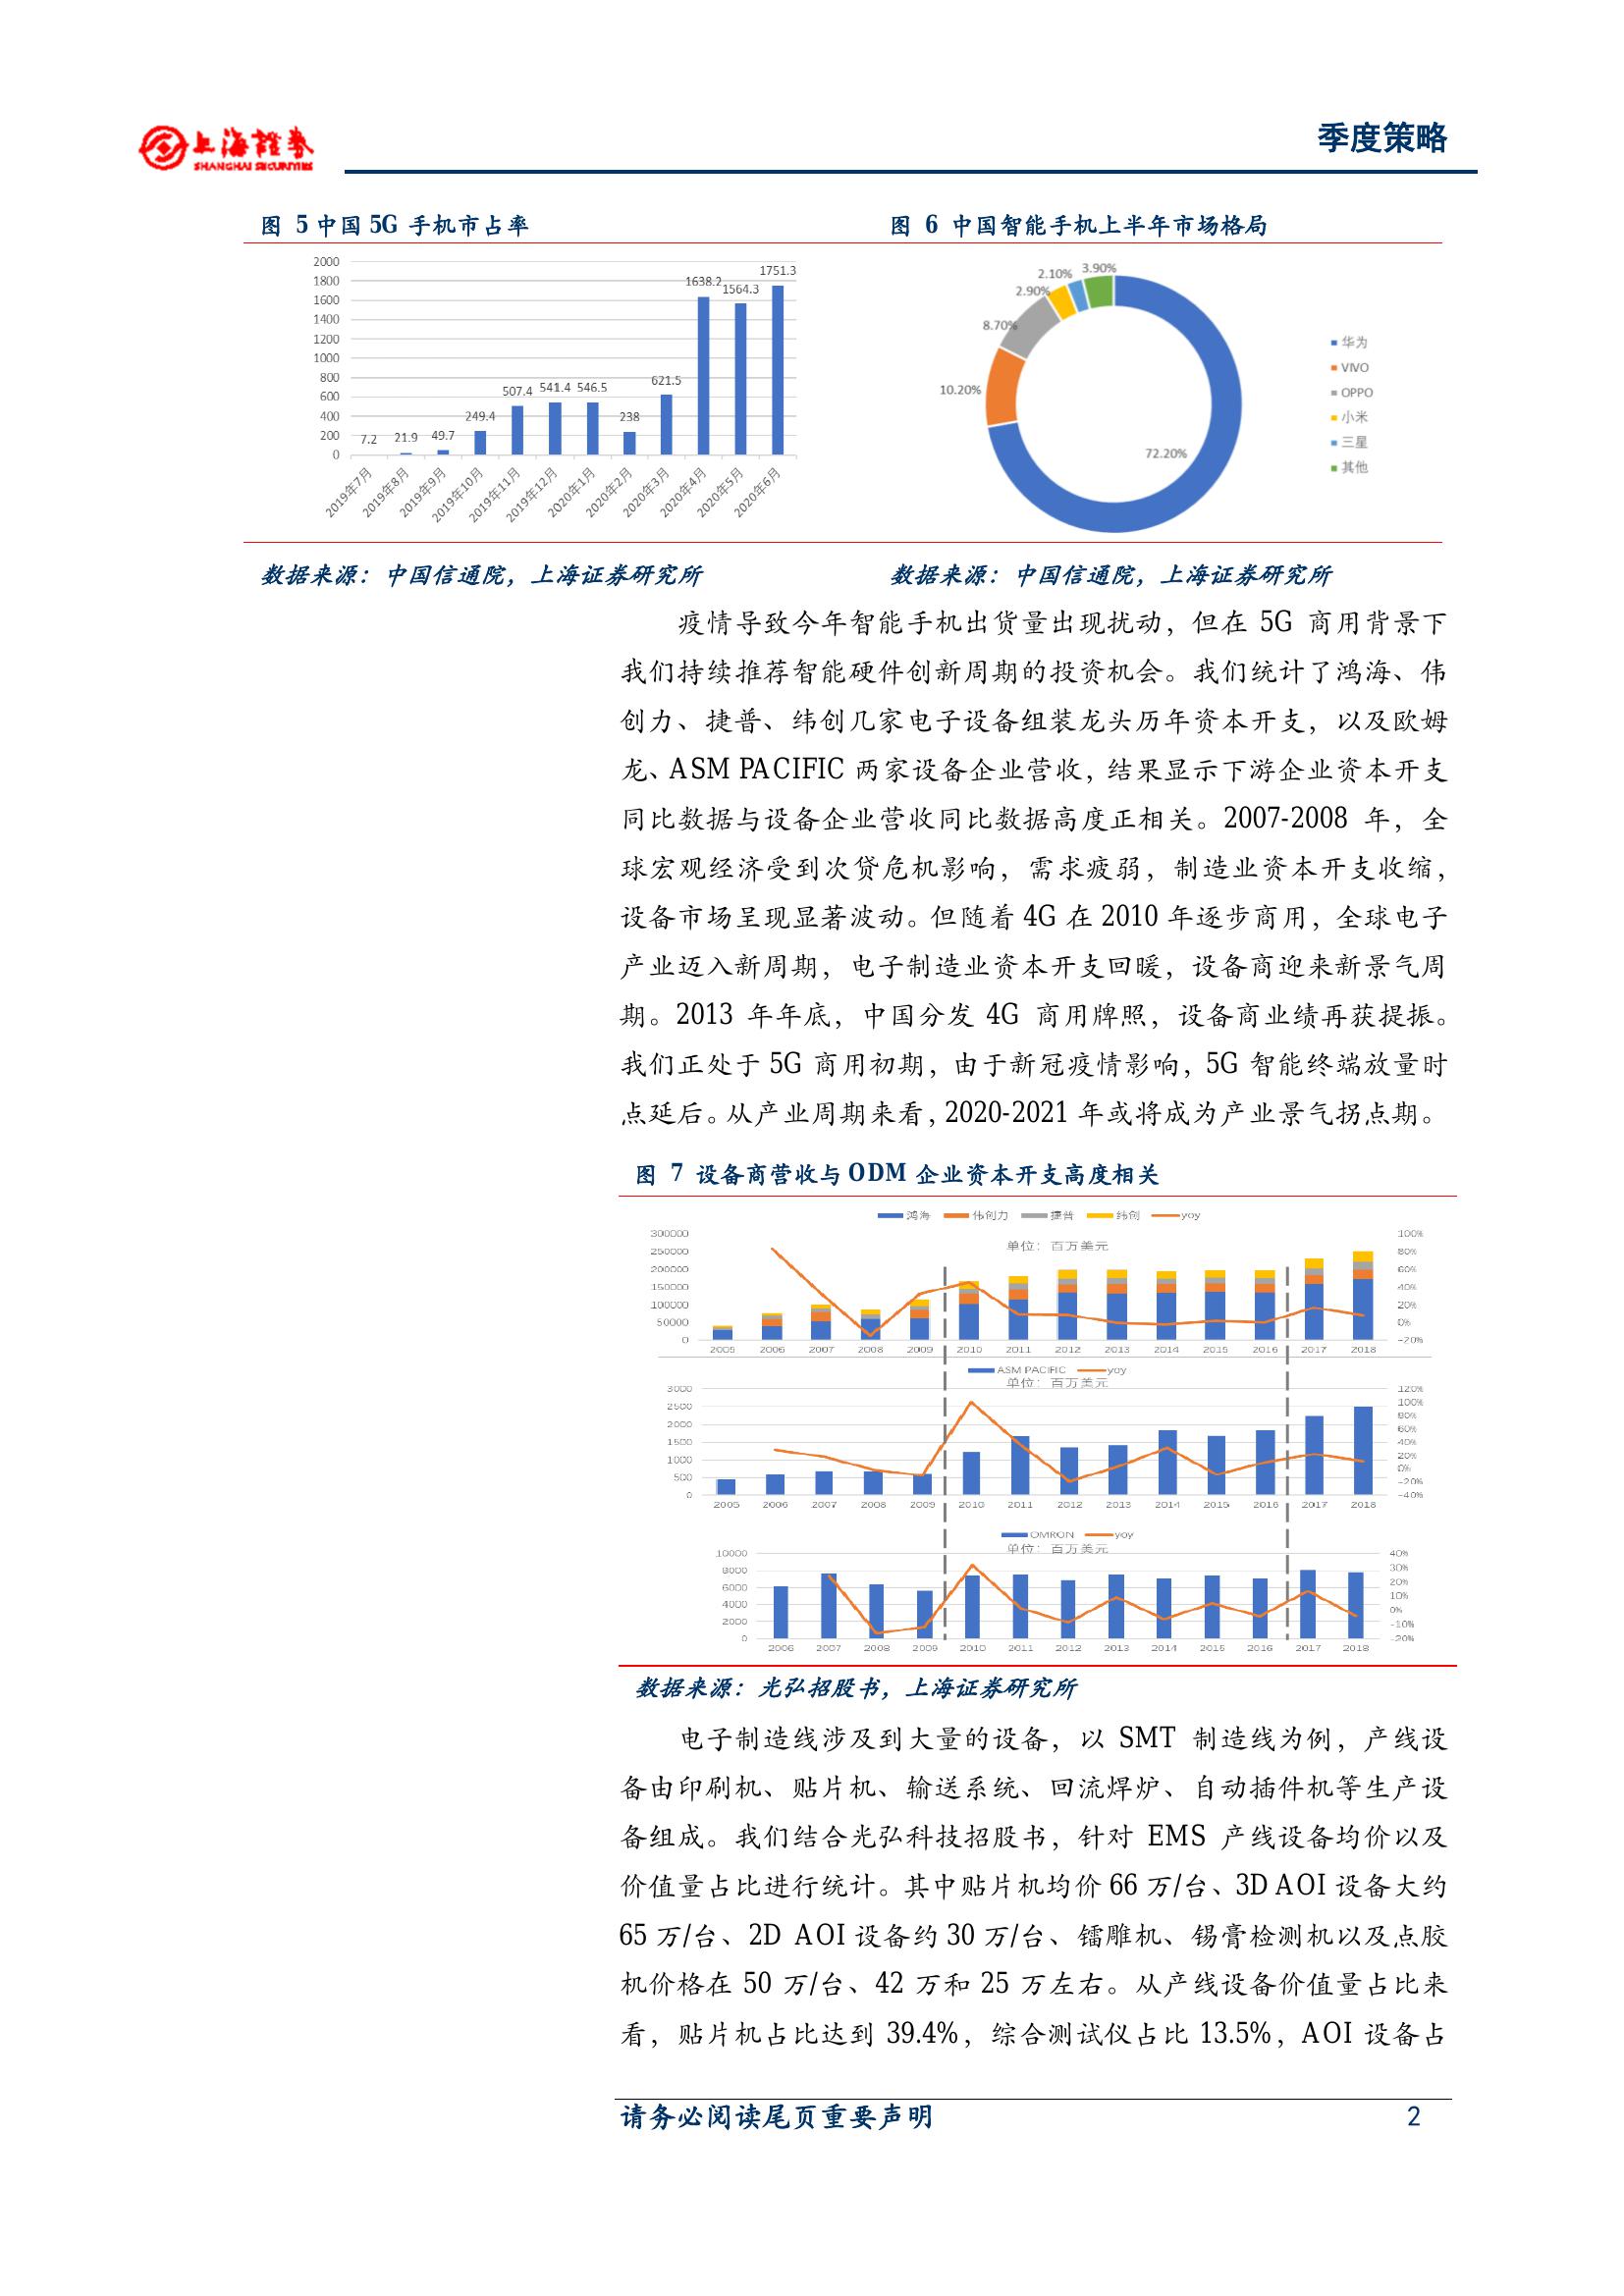 上海證券
SHANGHAI SECURITIES
季度策略
图 5 中国 5G 手机市占率
2000
1800
1600
1400
1200
1000
800
600
400
200
0
7.2
21.9
49.7
249.4
507.4
541.4
546.5
238
621.5
1638.2
1564.3
1751.3
2019年7月
2019年8月
2019年9月
2019年10月
2019年11月
2019年12月
2020年1月
2020年2月
2020年3月
2020年4月
2020年5月
2020年6月
图 6 中国智能手机上半年市场格局
3.90%
2.10%
2.90%
8.70%
10.20%
72.20%
华为
VIVO
OPPO
小米
三星
其他
数据来源：中国信通院，上海证券研究所
数据来源：中国信通院，上海证券研究所
疫情导致今年智能手机出货量出现扰动，但在 5G 商用背景下
我们持续推荐智能硬件创新周期的投资机会。我们统计了鸿海、伟
创力、捷普、纬创几家电子设备组装龙头历年资本开支，以及欧姆
龙、ASM PACIFIC 两家设备企业营收，结果显示下游企业资本开支
同比数据与设备企业营收同比数据高度正相关。2007-2008 年，全
球宏观经济受到次贷危机影响，需求疲弱，制造业资本开支收缩，
设备市场呈现显著波动。但随着 4G 在 2010 年逐步商用，全球电子
产业迈入新周期，电子制造业资本开支回暖，设备商迎来新景气周
期。2013 年年底，中国分发 4G 商用牌照，设备商业绩再获提振。
我们正处于 5G 商用初期，由于新冠疫情影响，5G 智能终端放量时
点延后。从产业周期来看，2020-2021 年或将成为产业景气拐点期。
图 7 设备商营收与 ODM 企业资本开支高度相关
鸿海 伟创力 捷普 纬创 yoy
单位：百万美元
300000
250000
200000
150000
100000
50000
0
100%
80%
60%
40%
20%
0%
-20%
2005 2006 2007 2008 2009 2010 2011 2012 2013 2014 2015 2016 2017 2018
ASM PACIFIC yoy
单位：百万美元
3000
2500
2000
1500
1000
500
0
120%
100%
80%
60%
40%
20%
0%
-20%
-40%
2005 2006 2007 2008 2009 2010 2011 2012 2013 2014 2015 2016 2017 2018
OMRON yoy
单位：百万美元
10000
8000
6000
4000
2000
0
40%
30%
20%
10%
0%
-10%
-20%
2006 2007 2008 2009 2010 2011 2012 2013 2014 2015 2016 2017 2018
数据来源：光弘招股书，上海证券研究所
电子制造线涉及到大量的设备，以 SMT 制造线为例，产线设
备由印刷机、贴片机、输送系统、回流焊炉、自动插件机等生产设
备组成。我们结合光弘科技招股书，针对 EMS 产线设备均价以及
价值量占比进行统计。其中贴片机均价 66 万/台、3D AOI 设备大约
65 万/台、2D AOI 设备约 30 万/台、镭雕机、锡膏检测机以及点胶
机价格在 50 万/台、42 万和 25 万左右。从产线设备价值量占比来
看，贴片机占比达到 39.4%，综合测试仪占比 13.5%，AOI 设备占
请务必阅读尾页重要声明
2